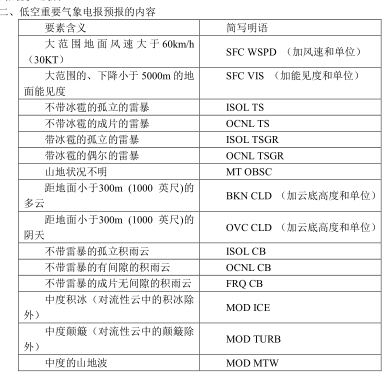 二、低空重要气象电报预报的内容
要素含义 简写明语
大范围地面风速大于60km/h
（30KT） SFC WSPD （加风速和单位）
大范围的、下降小于 5000m 的地
面能见度 SFC VIS （加能见度和单位）
不带冰雹的孤立的雷暴 ISOL TS
不带冰雹的成片的雷暴 OCNL TS
带冰雹的孤立的雷暴 ISOL TSGR
带冰雹的偶尔的雷暴 OCNL TSGR
山地状况不明 MT OBSC
距地面小于300m (1000 英尺)的
多云 BKN CLD （加云底高度和单位）
距地面小于300m (1000 英尺)的
阴天 OVC CLD （加云底高度和单位）
不带雷暴的孤立积雨云 ISOL CB
不带雷暴的有间隙的积雨云 OCNL CB
不带雷暴的成片无间隙的积雨云 FRQ CB
中度积冰（对流性云中的积冰除
外） MOD ICE
中度颠簸（对流性云中的颠簸除
外） MOD TURB
中度的山地波 MOD MTW